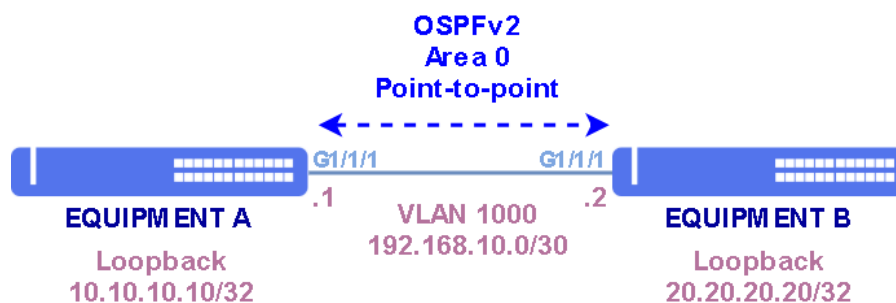 OSPFv2
Area 0
Point-to-point
G1/1/1
G1/1/1
.1
.2
VLAN 1000
192.168.10.0/30
EQUIPMENT A
EQUIPMENT B
Loopback
10.10.10.10/32
Loopback
20.20.20.20/32